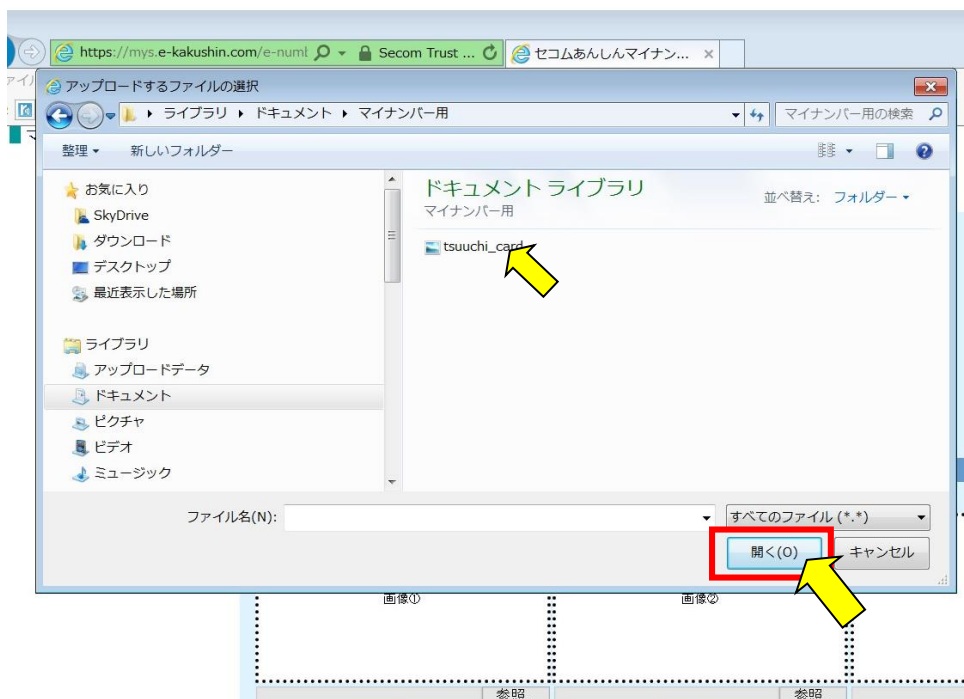 https://mys.e-kakushin.com/e-numl Secom Trust ... セコムあんしんマイナン...
アップロードするファイルの選択
ライブラリ ドキュメント マイナンバー用 マイナンバー用の検索
整理 新しいフォルダー
お気に入り
SkyDrive
ダウンロード
デスクトップ
最近表示した場所
ライブラリ
アップロードデータ
ドキュメント
ピクチャ
ビデオ
ミュージック
ドキュメント ライブラリ
マイナンバー用
並べ替え: フォルダー
tsuuchi_card
ファイル名(N): すべてのファイル (*.*)
開く(O) キャンセル
画像① 画像②
参照 参照